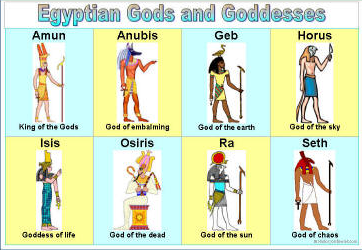 Egyptian Gods and Goddesses
Amun Anubis Geb Horus
King of the Gods God of embalming God of the earth God of the sky
Isis Osiris Ra Seth
Goddess of life God of the dead God of the sun God of chaos